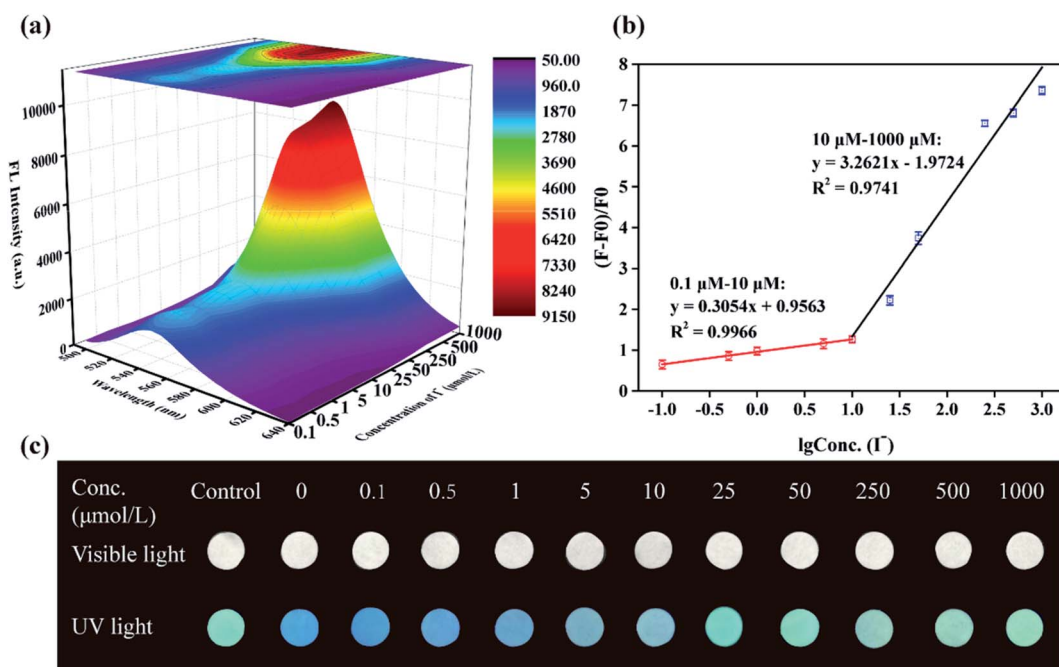 (a)
10000
8000
6000
4000
2000
0
FL Intensity (a.u.)
500
520
540
560
580
600
620
640
Wavelength (nm)
0.1
0.5
1
5
10
25
50
250
500
1000
Concentration of I⁻ (μmol/L)
50.00
960.0
1870
2780
3690
4600
5510
6420
7330
8240
9150
(b)
8
7
6
5
4
3
2
1
0
(F-F0)/F0
10 μM-1000 μM:
y = 3.2621x - 1.9724
R² = 0.9741
0.1 μM-10 μM:
y = 0.3054x + 0.9563
R² = 0.9966
-1.0 -0.5 0.0 0.5 1.0 1.5 2.0 2.5 3.0
lgConc. (I⁻)
(c)
Conc. Control 0 0.1 0.5 1 5 10 25 50 250 500 1000
(μmol/L)
Visible light
UV light